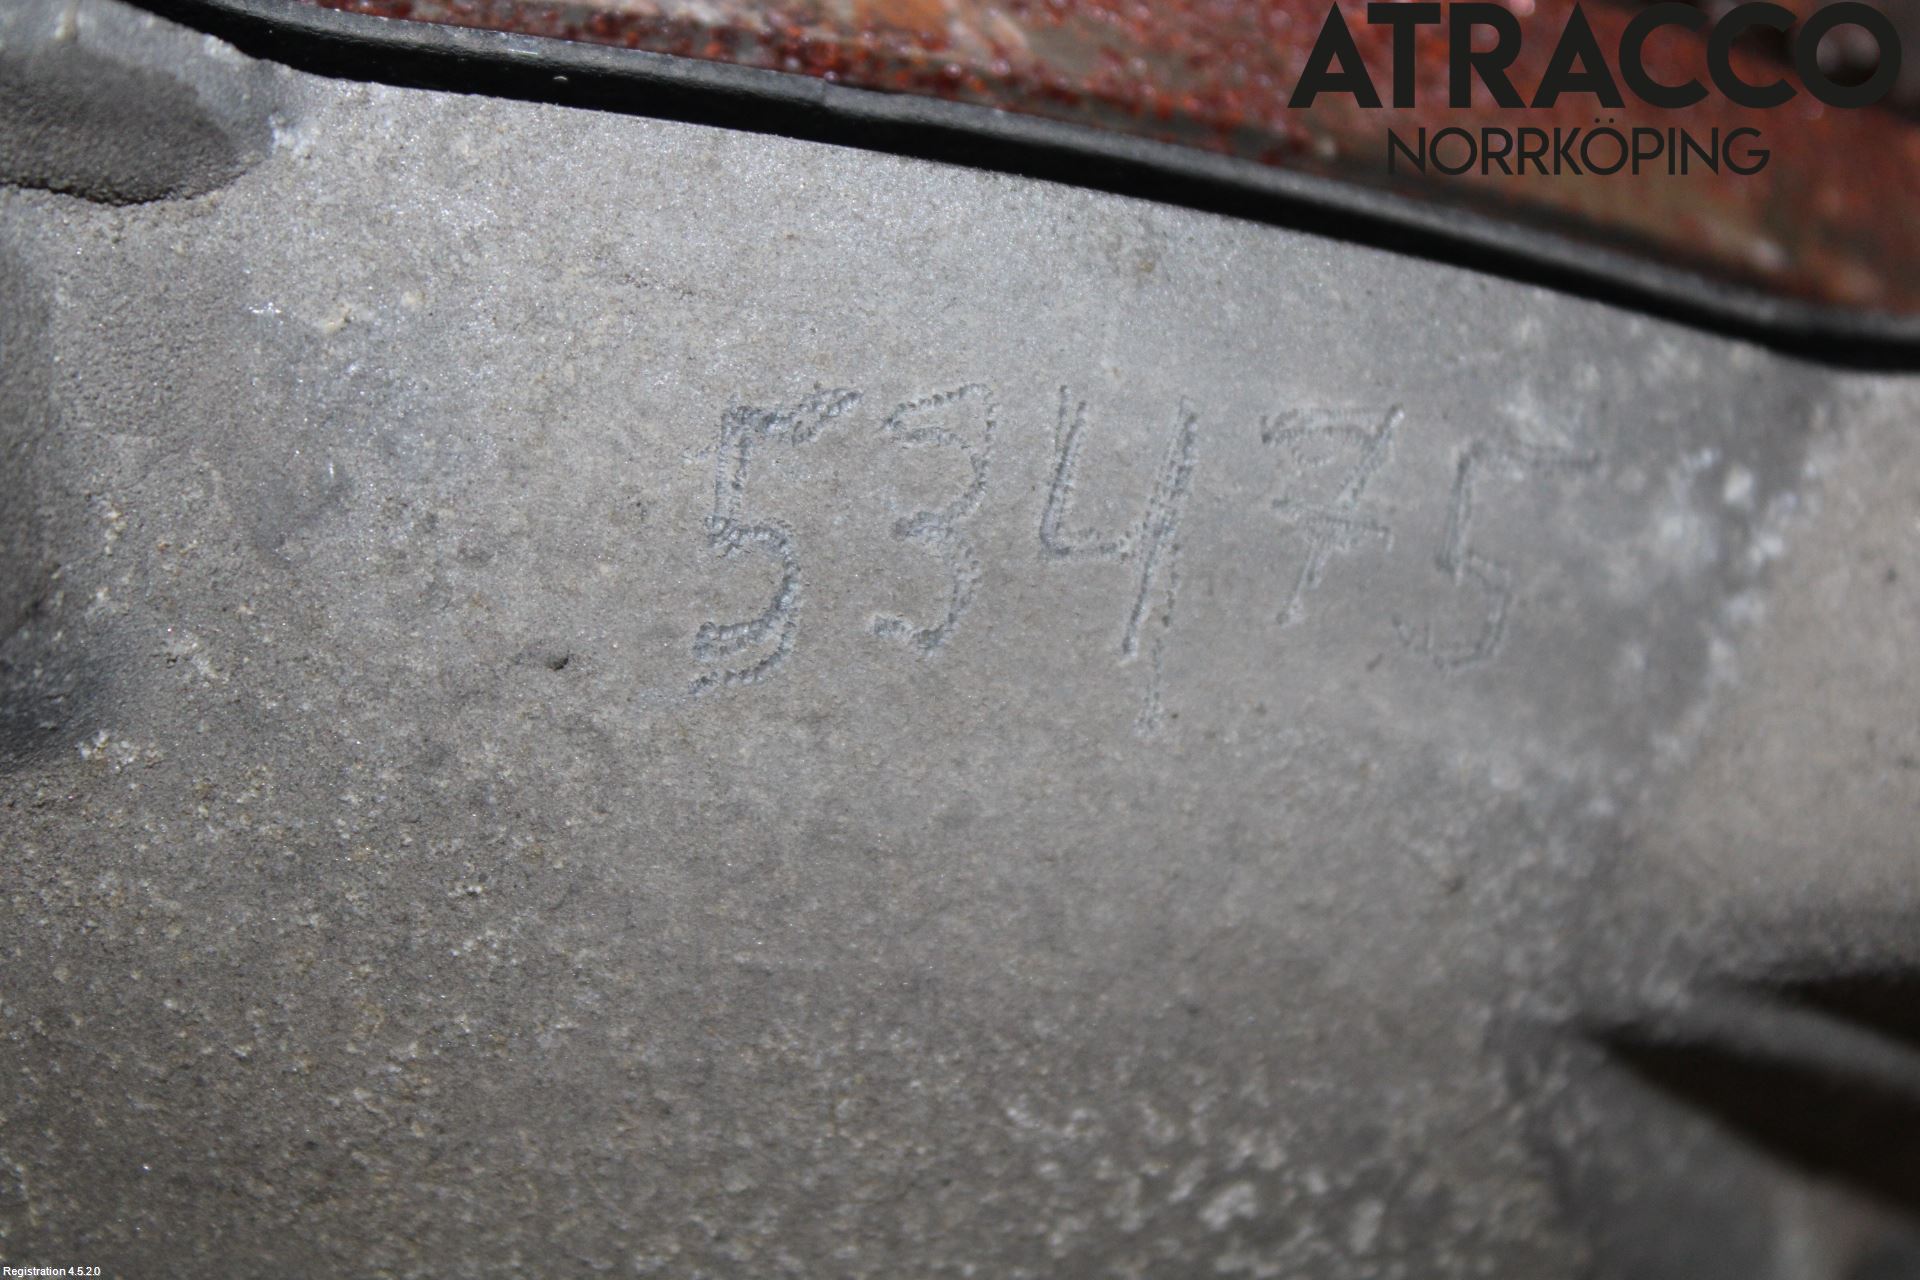 ATRACCO
NORRKÖPING
53475
Registration 4.5.2.0